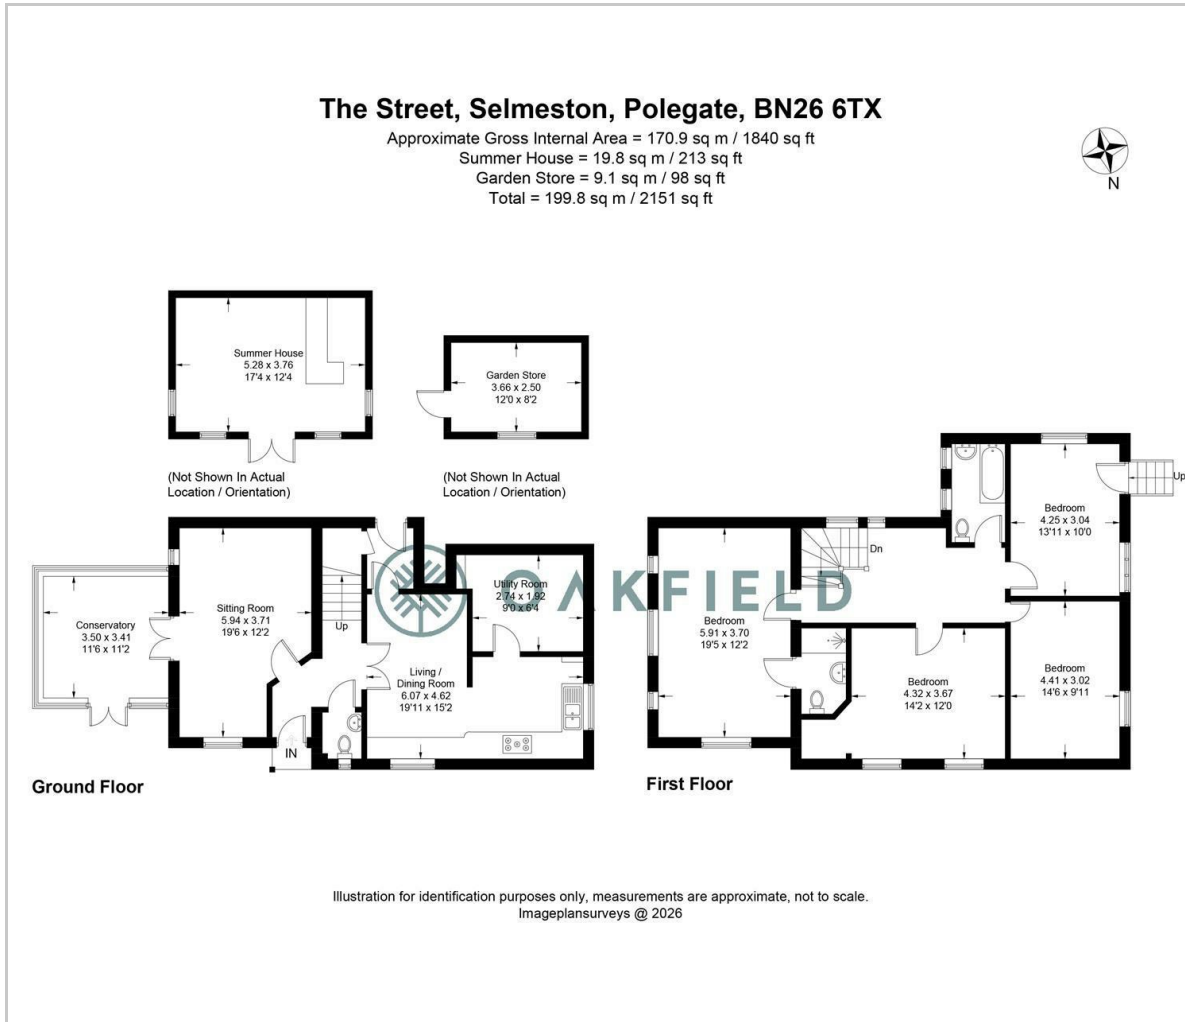 The Street, Selmeston, Polegate, BN26 6TX
Approximate Gross Internal Area = 170.9 sq m / 1840 sq ft
Summer House = 19.8 sq m / 213 sq ft
Garden Store = 9.1 sq m / 98 sq ft
Total = 199.8 sq m / 2151 sq ft
N
Summer House
5.28 x 3.76
17'4 x 12'4
(Not Shown In Actual
Location / Orientation)
Garden Store
3.66 x 2.50
12'0 x 8'2
(Not Shown In Actual
Location / Orientation)
Conservatory
3.50 x 3.41
11'6 x 11'2
Sitting Room
5.94 x 3.71
19'6 x 12'2
Up
IN
Living /
Dining Room
6.07 x 4.62
19'11 x 15'2
Utility Room
2.74 x 1.92
9'0 x 6'4
Ground Floor
OAKFIELD
Bedroom
5.91 x 3.70
19'5 x 12'2
Dn
Bedroom
4.32 x 3.67
14'2 x 12'0
Bedroom
4.25 x 3.04
13'11 x 10'0
Up
Bedroom
4.41 x 3.02
14'6 x 9'11
First Floor
Illustration for identification purposes only, measurements are approximate, not to scale.
Imageplansurveys @ 2026